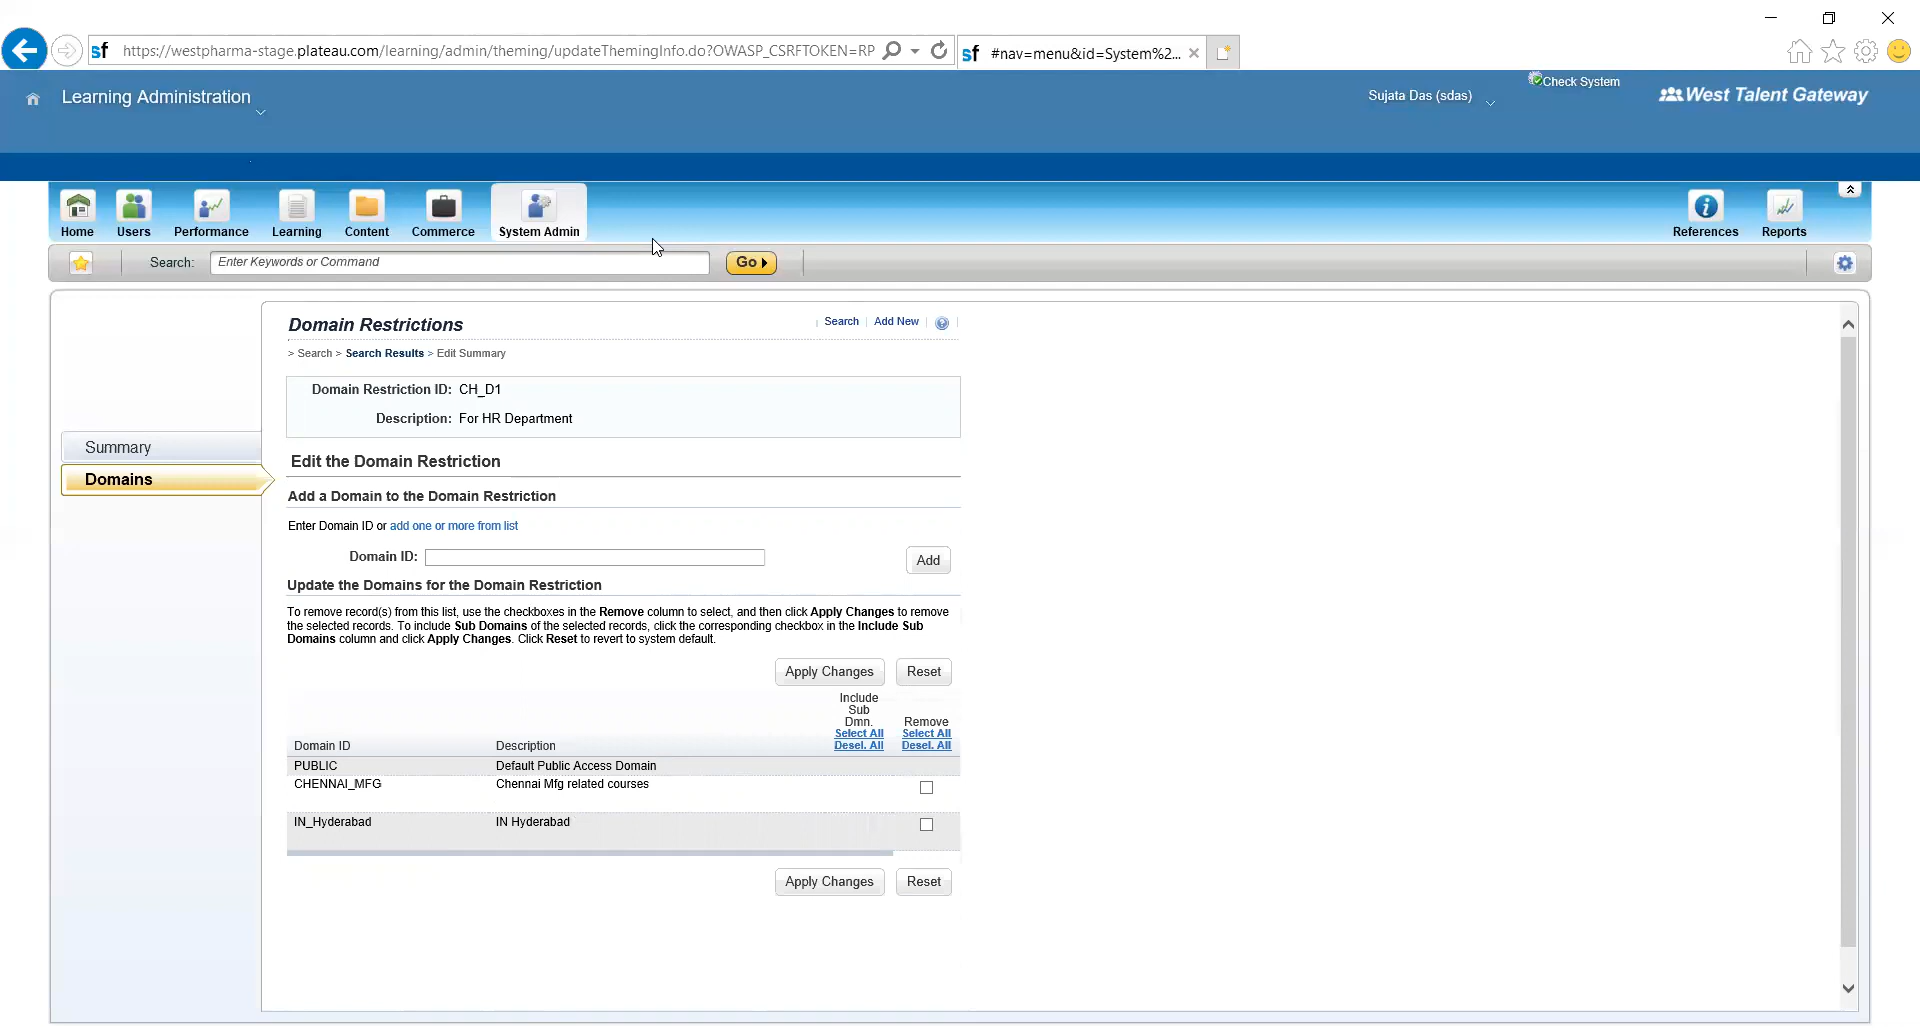 sf https://westpharma-stage.plateau.com/learning/admin/theming/updateThemingInfo.do?OWASP_CSRFTOKEN=RP
sf #nav=menu&id=System%2...
Learning Administration
Sujata Das (sdas)
Check System
West Talent Gateway
Home
Users
Performance
Learning
Content
Commerce
System Admin
References
Reports
Search: Enter Keywords or Command Go
Domain Restrictions
Search | Add New
> Search > Search Results > Edit Summary
Domain Restriction ID: CH_D1
Description: For HR Department
Summary
Domains
Edit the Domain Restriction
Add a Domain to the Domain Restriction
Enter Domain ID or add one or more from list
Domain ID:
Add
Update the Domains for the Domain Restriction
To remove record(s) from this list, use the checkboxes in the Remove column to select, and then click Apply Changes to remove
the selected records. To include Sub Domains of the selected records, click the corresponding checkbox in the Include Sub
Domains column and click Apply Changes. Click Reset to revert to system default.
Apply Changes Reset
Include
Sub
Dmn. Remove
Select All Select All
Domain ID Description Desel. All Desel. All
PUBLIC Default Public Access Domain
CHENNAI_MFG Chennai Mfg related courses
IN_Hyderabad IN Hyderabad
Apply Changes Reset